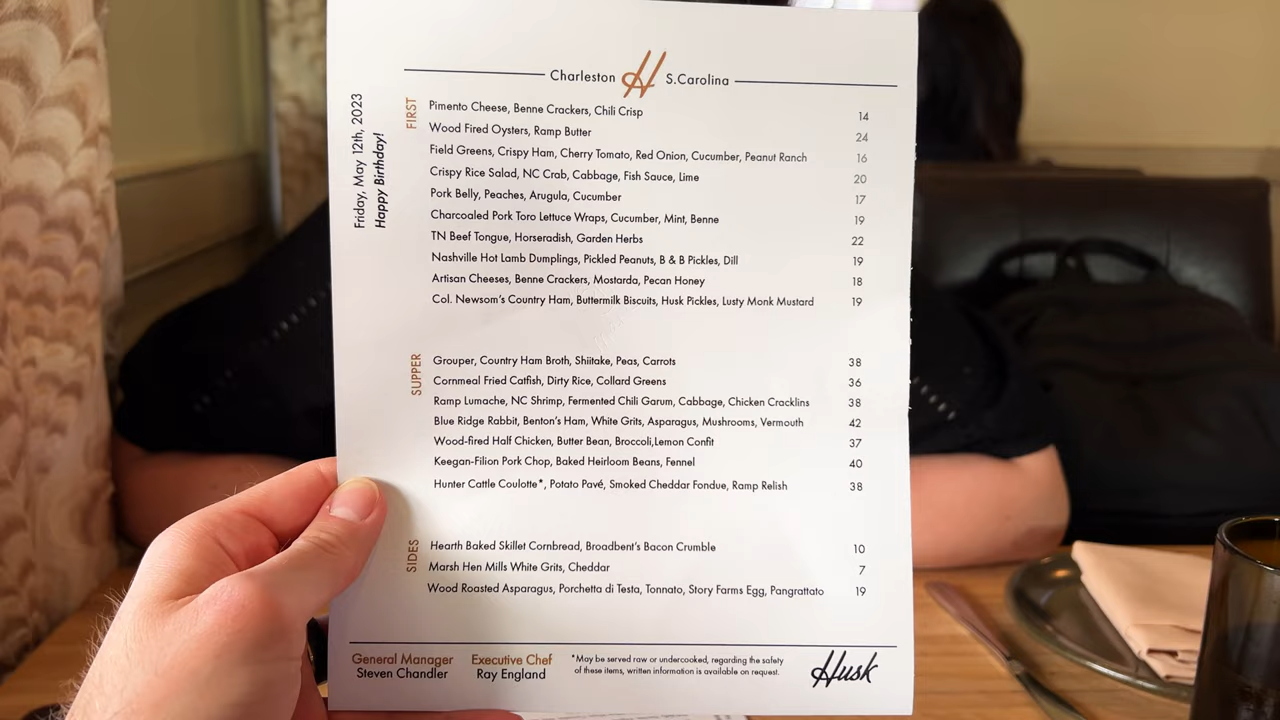 Charleston H S.Carolina
Friday, May 12th, 2023
Happy Birthday!
FIRST
Pimento Cheese, Benne Crackers, Chili Crisp 14
Wood Fired Oysters, Ramp Butter 24
Field Greens, Crispy Ham, Cherry Tomato, Red Onion, Cucumber, Peanut Ranch 16
Crispy Rice Salad, NC Crab, Cabbage, Fish Sauce, Lime 20
Pork Belly, Peaches, Arugula, Cucumber 17
Charcoaled Pork Toro Lettuce Wraps, Cucumber, Mint, Benne 19
TN Beef Tongue, Horseradish, Garden Herbs 22
Nashville Hot Lamb Dumplings, Pickled Peanuts, B & B Pickles, Dill 19
Artisan Cheeses, Benne Crackers, Mostarda, Pecan Honey 18
Col. Newsom's Country Ham, Buttermilk Biscuits, Husk Pickles, Lusty Monk Mustard 19
SUPPER
Grouper, Country Ham Broth, Shiitake, Peas, Carrots 38
Cornmeal Fried Catfish, Dirty Rice, Collard Greens 36
Ramp Lumache, NC Shrimp, Fermented Chili Garum, Cabbage, Chicken Cracklins 38
Blue Ridge Rabbit, Benton's Ham, White Grits, Asparagus, Mushrooms, Vermouth 42
Wood-fired Half Chicken, Butter Bean, Broccoli,Lemon Confit 37
Keegan-Filion Pork Chop, Baked Heirloom Beans, Fennel 40
Hunter Cattle Coulotte*, Potato Pavé, Smoked Cheddar Fondue, Ramp Relish 38
SIDES
Hearth Baked Skillet Cornbread, Broadbent's Bacon Crumble 10
Marsh Hen Mills White Grits, Cheddar 7
Wood Roasted Asparagus, Porchetta di Testa, Tonnato, Story Farms Egg, Pangrattato 19
General Manager
Steven Chandler
Executive Chef
Ray England
*May be served raw or undercooked, regarding the safety
of these items, written information is available on request.
Husk